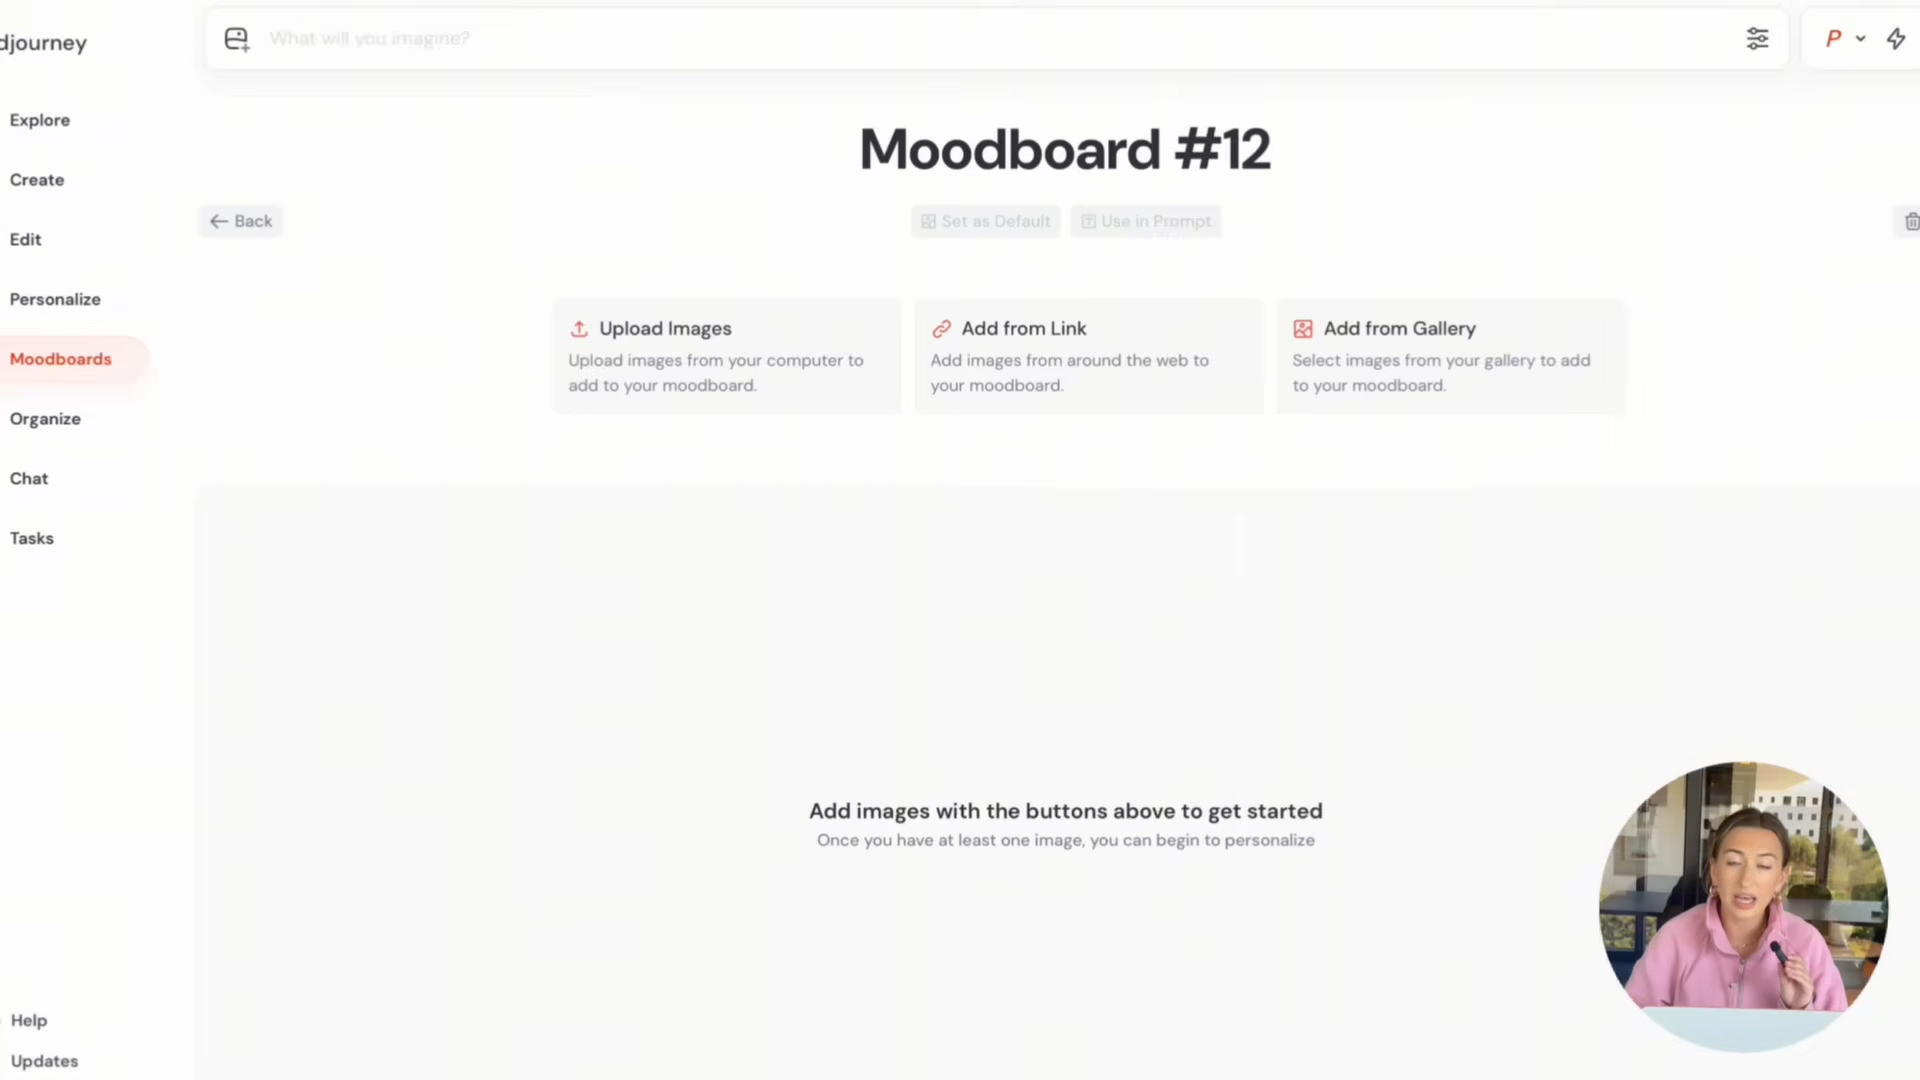 djourney
What will you imagine?
P
Explore
Create
Edit
Personalize
Moodboards
Organize
Chat
Tasks
Help
Updates
Moodboard #12
Back
Set as Default
Use in Prompt
Upload Images
Upload images from your computer to
add to your moodboard.
Add from Link
Add images from around the web to
your moodboard.
Add from Gallery
Select images from your gallery to add
to your moodboard.
Add images with the buttons above to get started
Once you have at least one image, you can begin to personalize